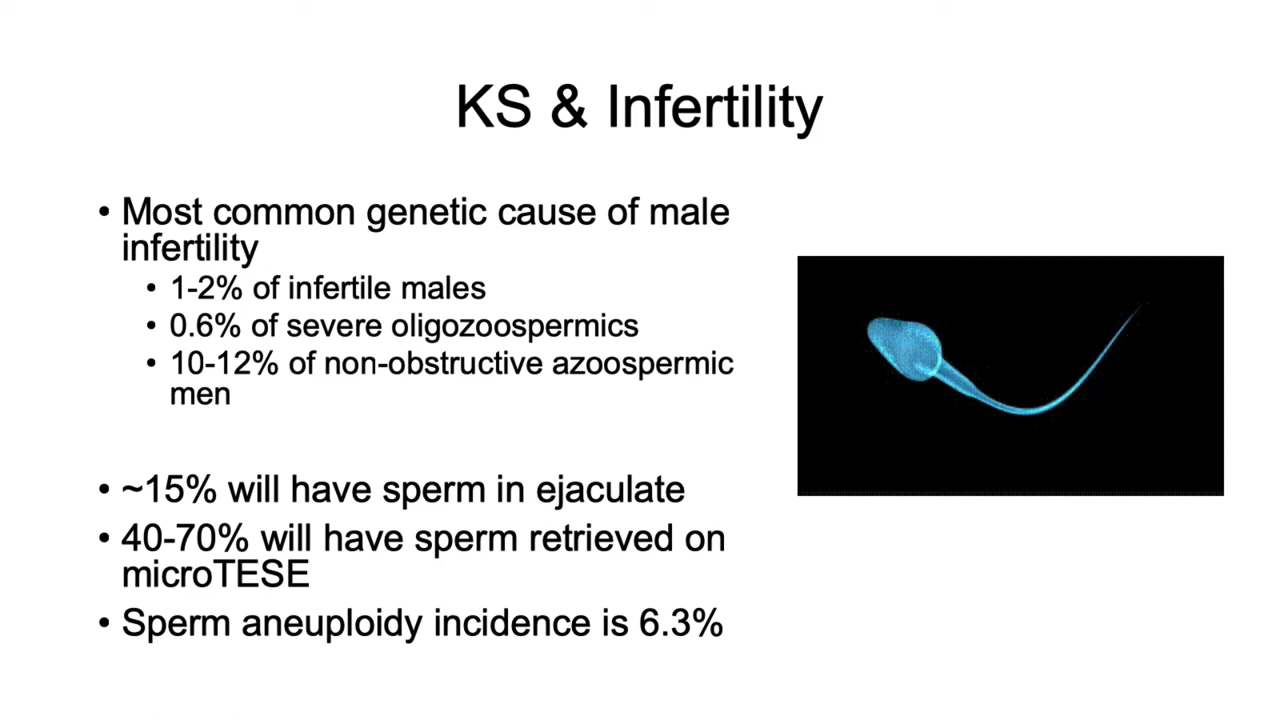 KS & Infertility
• Most common genetic cause of male
infertility
• 1-2% of infertile males
• 0.6% of severe oligozoospermics
• 10-12% of non-obstructive azoospermic
men
• ~15% will have sperm in ejaculate
• 40-70% will have sperm retrieved on
microTESE
• Sperm aneuploidy incidence is 6.3%